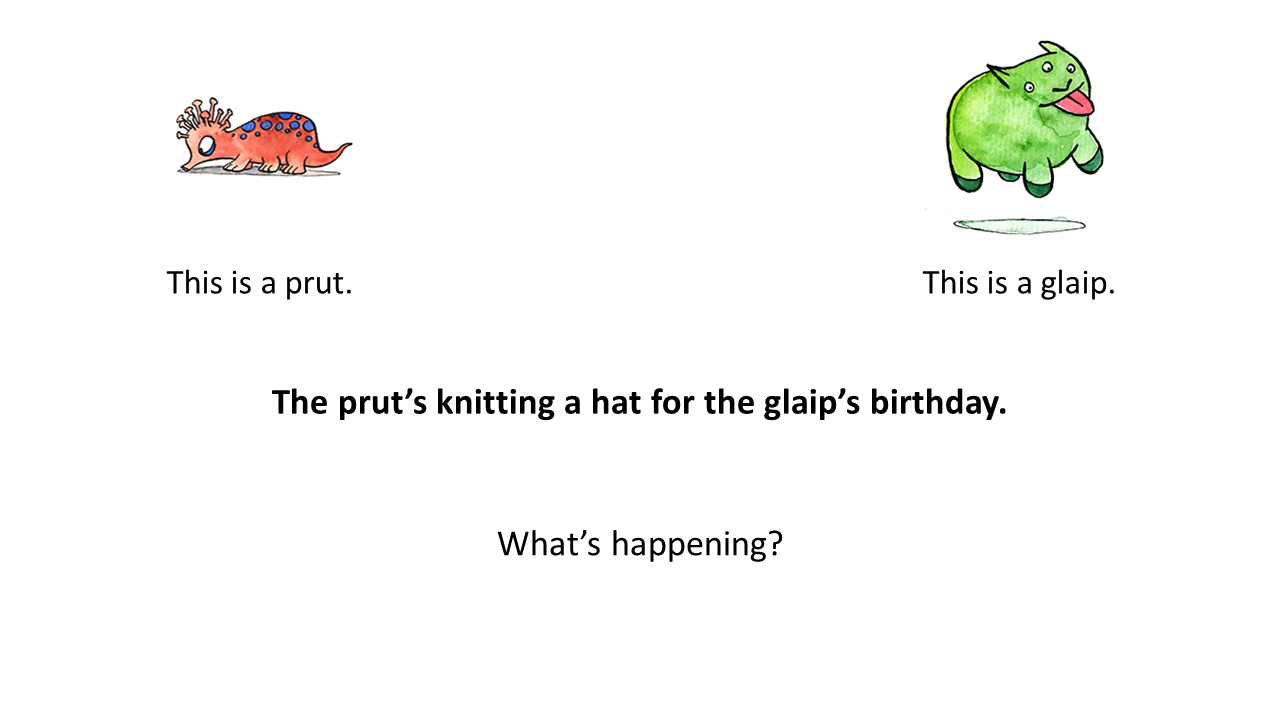 This is a prut.
This is a glaip.
The prut’s knitting a hat for the glaip’s birthday.
What’s happening?